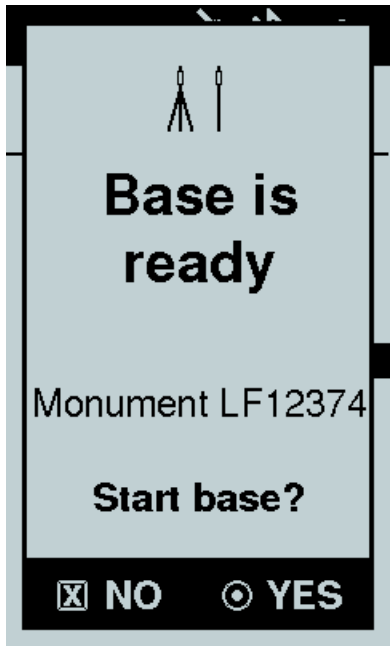 Base is
ready
Monument LF12374
Start base?
X NO YES